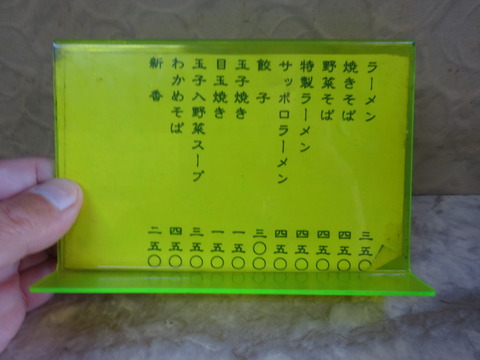 ラーメン 三五〇
焼きそば 四五〇
野菜そば 四五〇
特製ラーメン 四五〇
サッポロラーメン 四五〇
餃子 三〇〇
玉子焼き 一五〇
目玉焼き 一五〇
玉子入野菜スープ 三五〇
わかめそば 四五〇
新香 二五〇